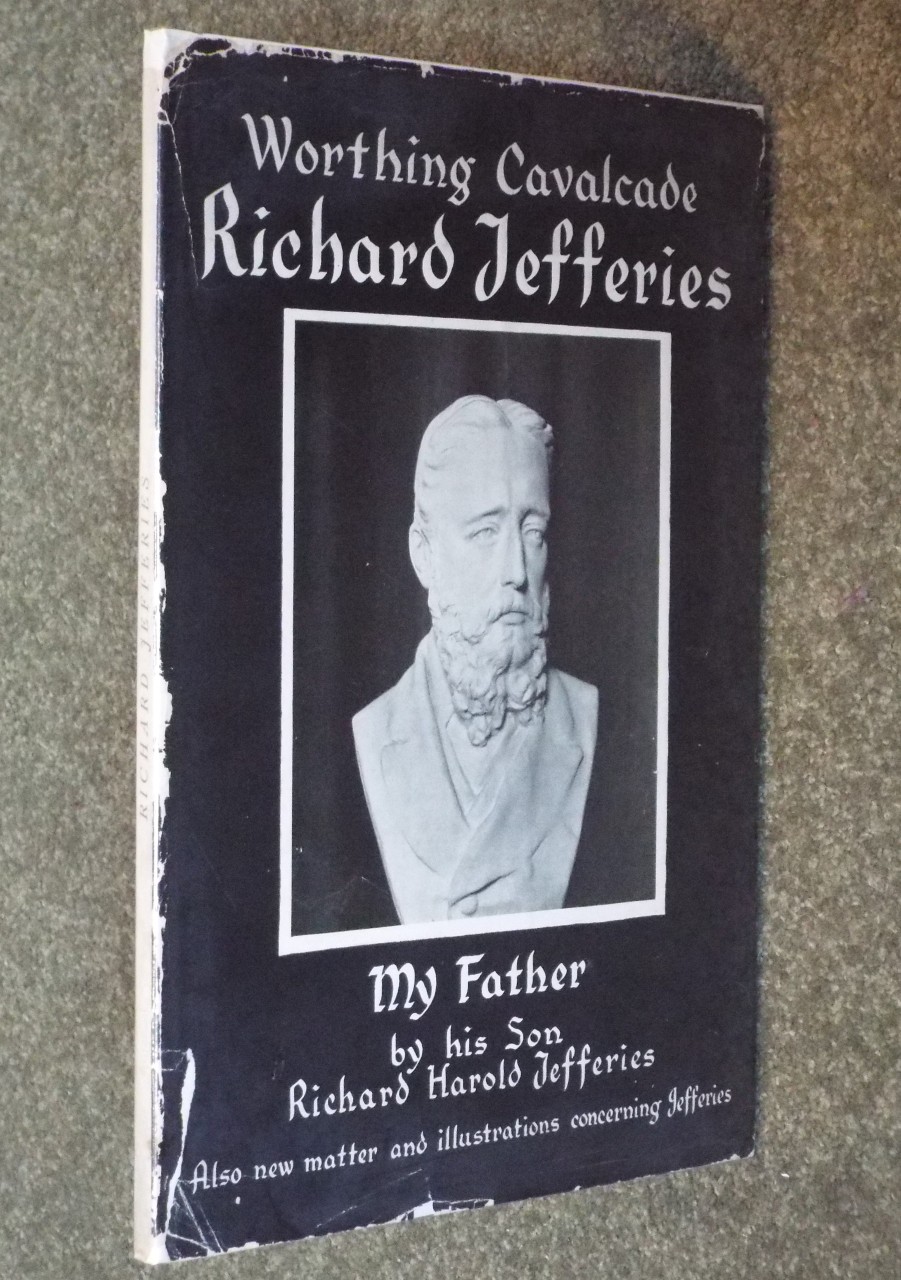 Worthing Cavalcade
Richard Jefferies
My Father
by his Son
Richard Harold Jefferies
Also new matter and illustrations concerning Jefferies
RICHARD JEFFERIES